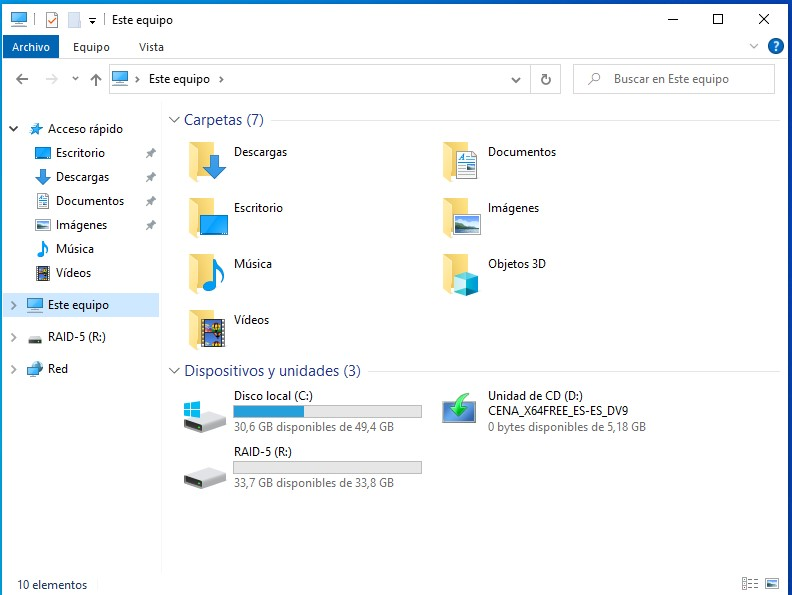 Este equipo
Archivo Equipo Vista
Este equipo
Buscar en Este equipo
Acceso rápido
Escritorio
Descargas
Documentos
Imágenes
Música
Vídeos
Este equipo
RAID-5 (R:)
Red
Carpetas (7)
Descargas
Documentos
Escritorio
Imágenes
Música
Objetos 3D
Vídeos
Dispositivos y unidades (3)
Disco local (C:)
30,6 GB disponibles de 49,4 GB
Unidad de CD (D:)
CENA_X64FREE_ES-ES_DV9
0 bytes disponibles de 5,18 GB
RAID-5 (R:)
33,7 GB disponibles de 33,8 GB
10 elementos